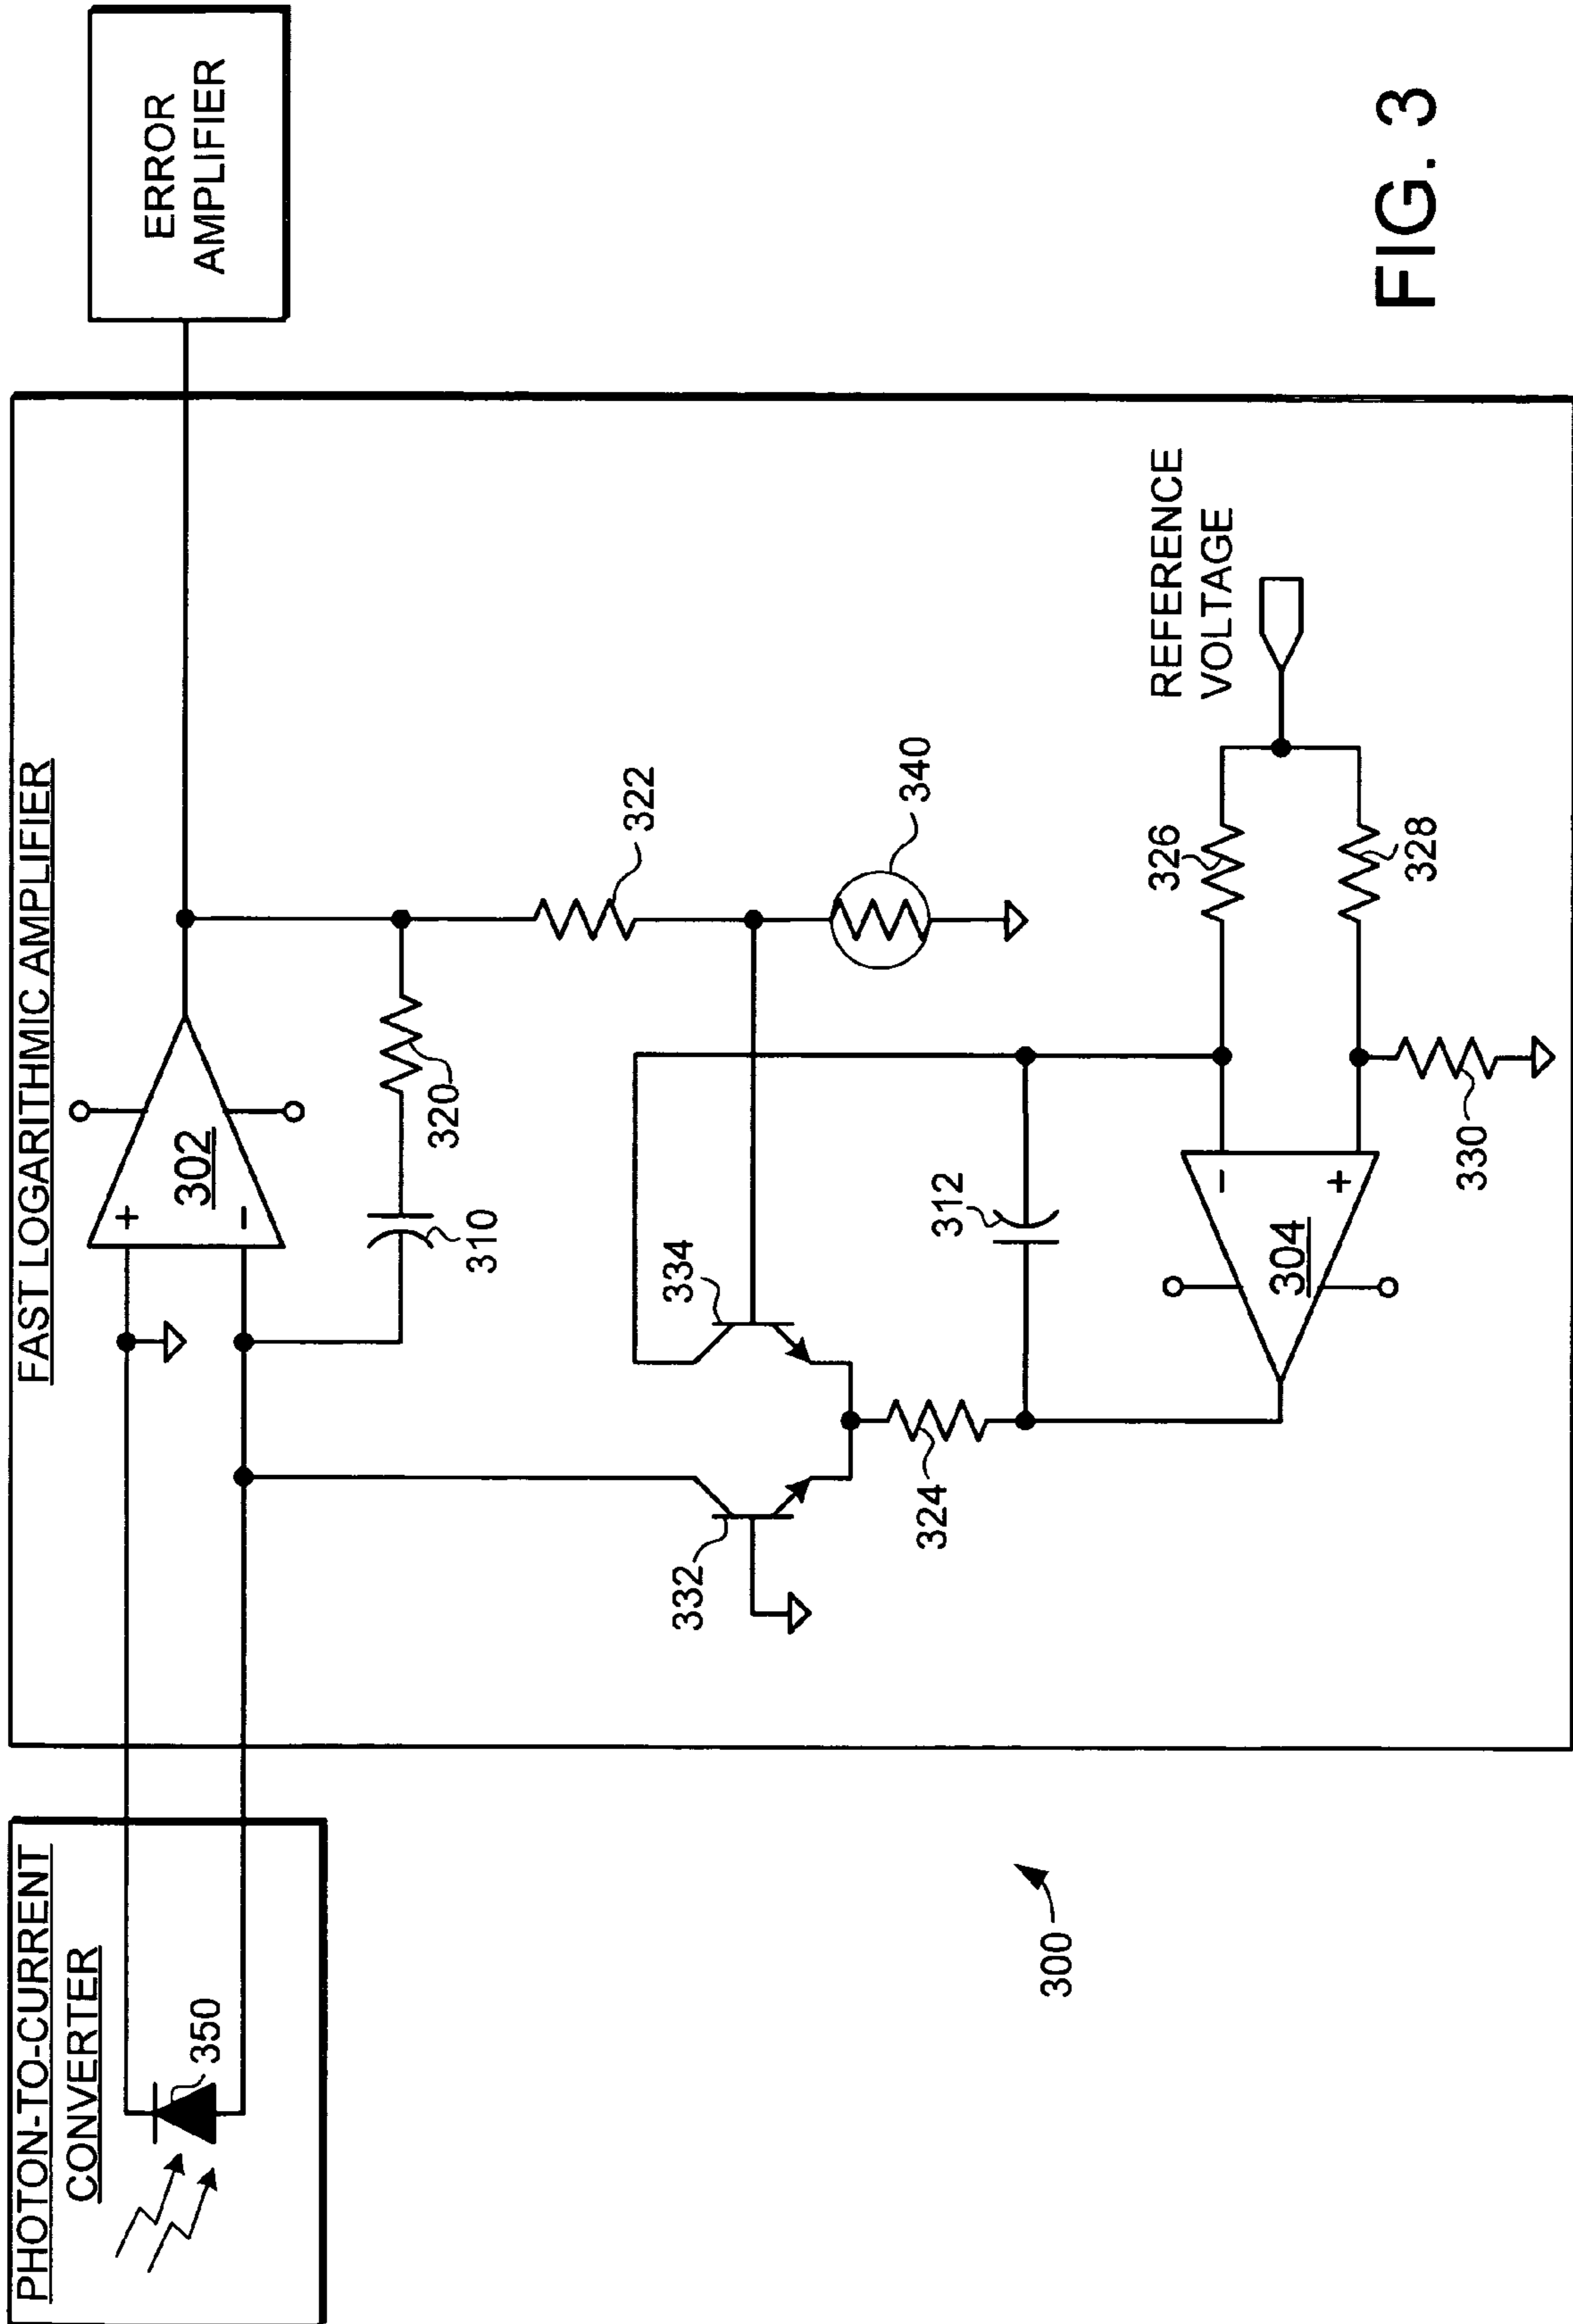 PHOTON-TO-CURRENT
CONVERTER
350
FAST LOGARITHMIC AMPLIFIER
+
302
-
310
320
322
340
332
334
324
312
-
304
+
326
328
330
REFERENCE
VOLTAGE
ERROR
AMPLIFIER
300
FIG. 3